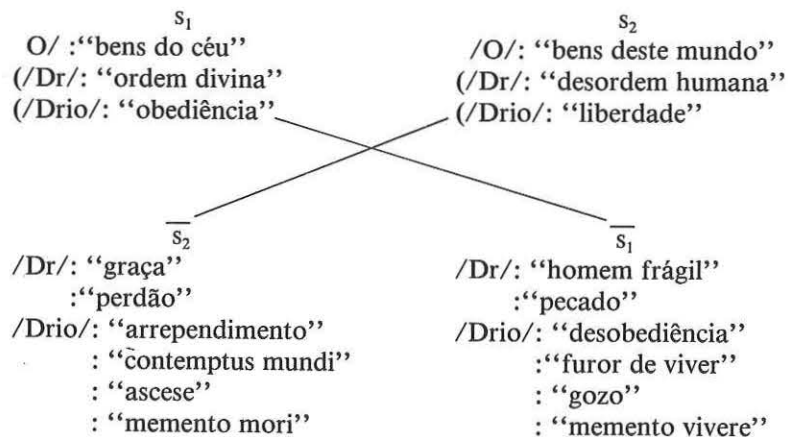 s₁
O/ :“bens do céu”
(/Dr/: “ordem divina”
(/Drio/: “obediência”
s₂
/O/: “bens deste mundo”
(/Dr/: “desordem humana”
(/Drio/: “liberdade”
s̅₂
/Dr/: “graça”
:“perdão”
/Drio/: “arrependimento”
: “contemptus mundi”
: “ascese”
: “memento mori”
s̅₁
/Dr/: “homem frágil”
:“pecado”
/Drio/: “desobediência”
:“furor de viver”
: “gozo”
: “memento vivere”